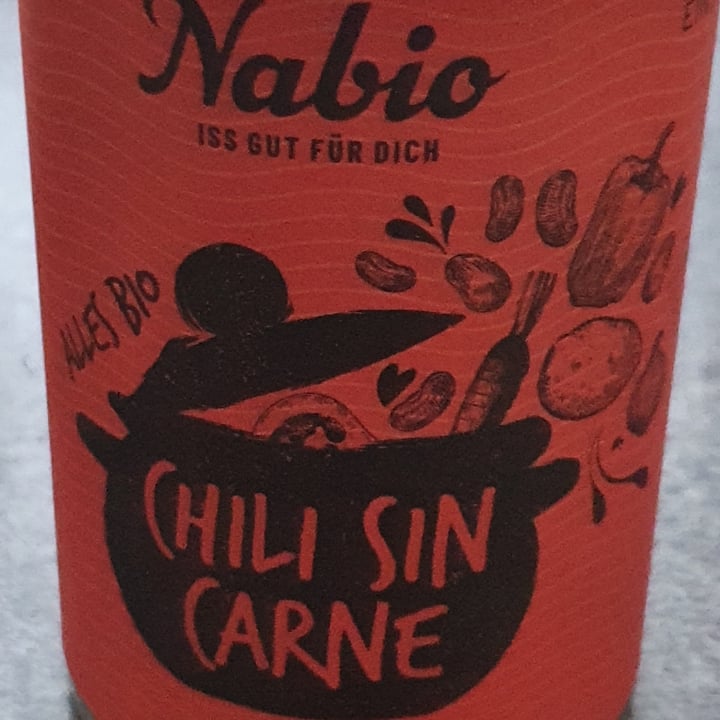 Nabio
ISS GUT FÜR DICH
ALLES BIO
CHILI SIN
CARNE